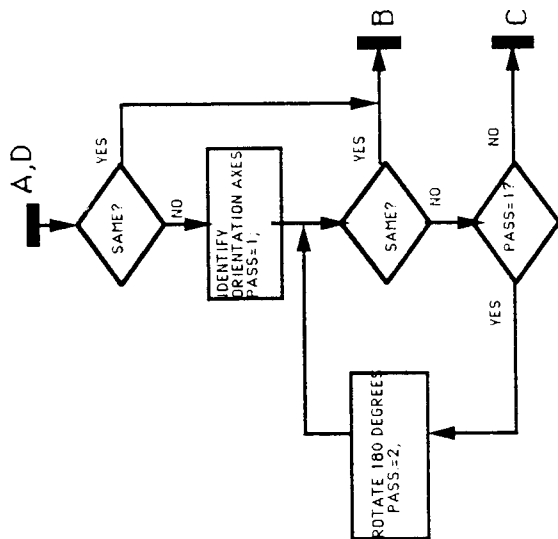 A,D
SAME?
YES
NO
IDENTIFY
ORIENTATION AXES
PASS=1,
SAME?
YES
B
NO
PASS=1?
NO
C
YES
ROTATE 180 DEGREES
PASS.=2,